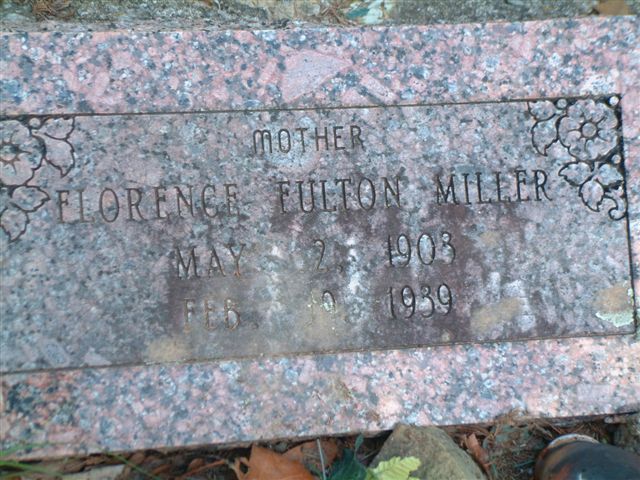 MOTHER
FLORENCE FULTON MILLER
MAY 2, 1903
FEB. 1939